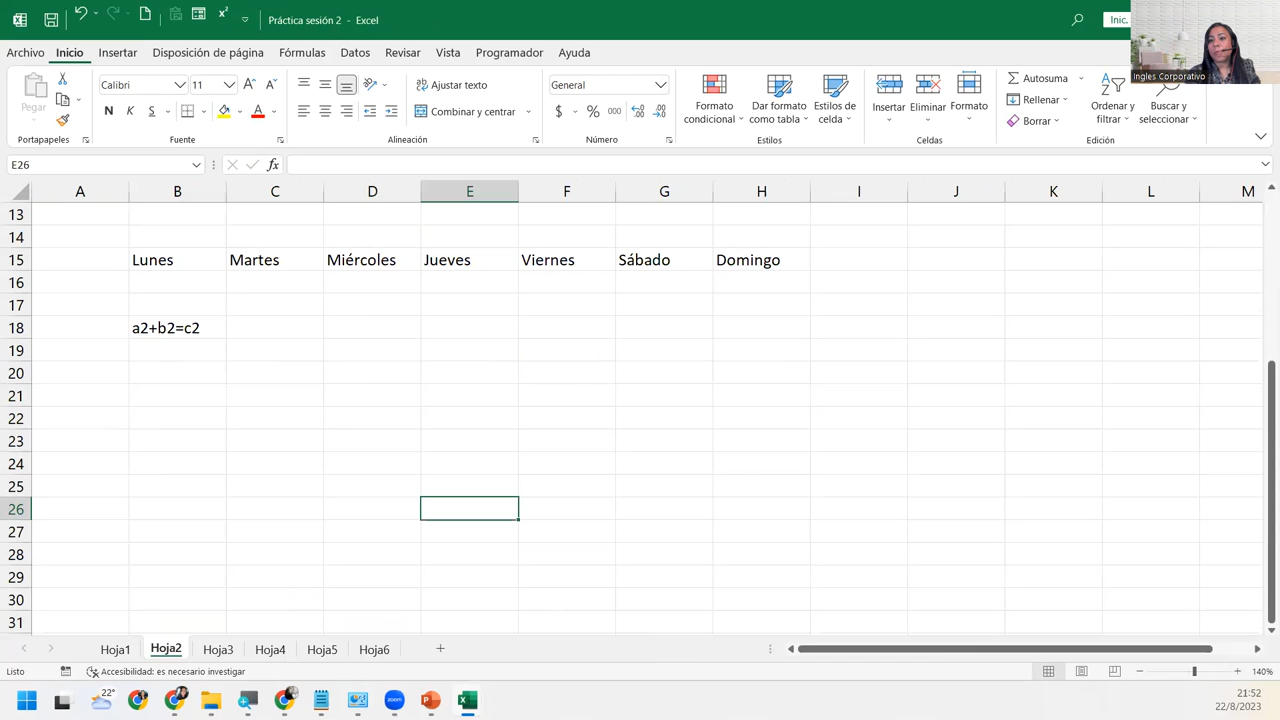 Práctica sesión 2 - Excel
Inic.
Archivo Inicio Insertar Disposición de página Fórmulas Datos Revisar Vista Programador Ayuda
Ingles Corporativo
Pegar
Portapapeles
Calibri 11
N K S
Fuente
Ajustar texto
Combinar y centrar
Alineación
General
$ % 000
Número
Formato condicional
Dar formato como tabla
Estilos de celda
Estilos
Insertar
Eliminar
Formato
Celdas
Autosuma
Rellenar
Borrar
Ordenar y filtrar
Buscar y seleccionar
Edición
E26
fx
A B C D E F G H I J K L M
13
14
15 Lunes Martes Miércoles Jueves Viernes Sábado Domingo
16
17
18 a2+b2=c2
19
20
21
22
23
24
25
26
27
28
29
30
31
Hoja1 Hoja2 Hoja3 Hoja4 Hoja5 Hoja6
Listo
Accesibilidad: es necesario investigar
140%
22°
zoom
21:52
22/8/2023